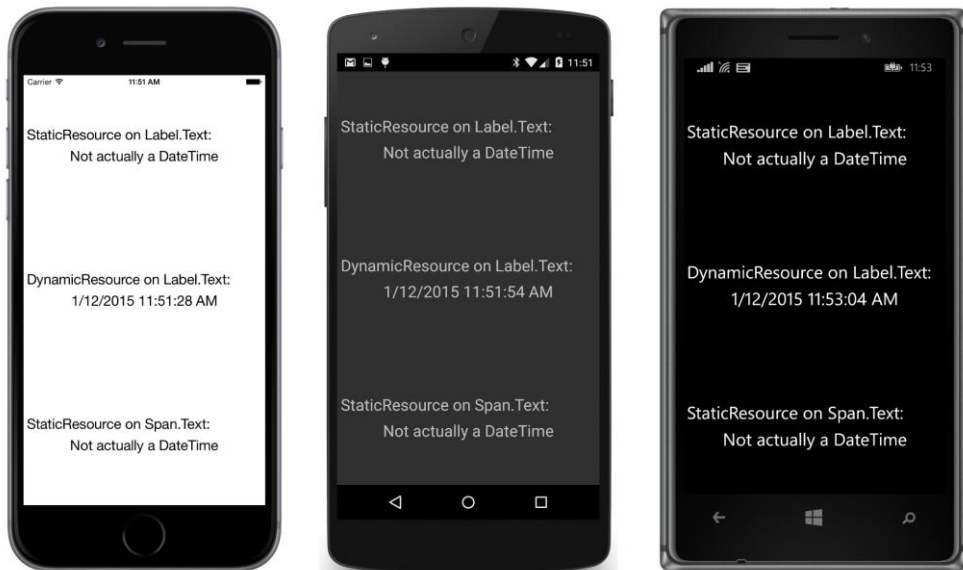 Carrier 11:51 AM
StaticResource on Label.Text:
Not actually a DateTime
DynamicResource on Label.Text:
1/12/2015 11:51:28 AM
StaticResource on Span.Text:
Not actually a DateTime
11:51
StaticResource on Label.Text:
Not actually a DateTime
DynamicResource on Label.Text:
1/12/2015 11:51:54 AM
StaticResource on Span.Text:
Not actually a DateTime
11:53
StaticResource on Label.Text:
Not actually a DateTime
DynamicResource on Label.Text:
1/12/2015 11:53:04 AM
StaticResource on Span.Text:
Not actually a DateTime